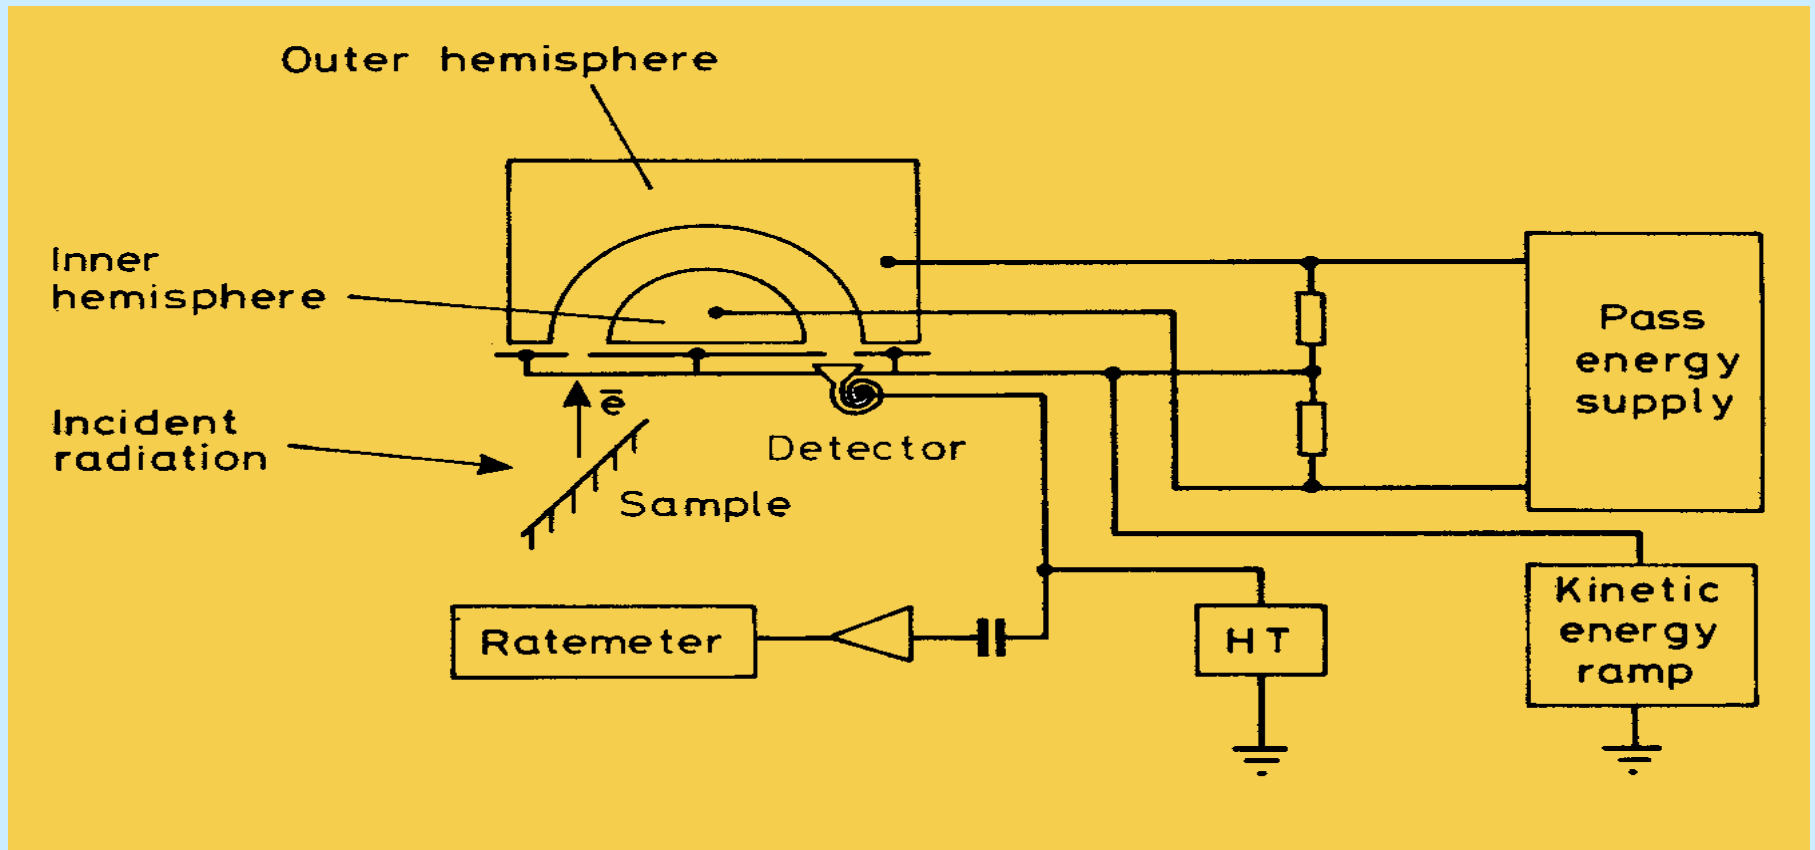 Outer hemisphere
Inner
hemisphere
Incident
radiation
e̅
Sample
Detector
Pass
energy
supply
Kinetic
energy
ramp
HT
Ratemeter